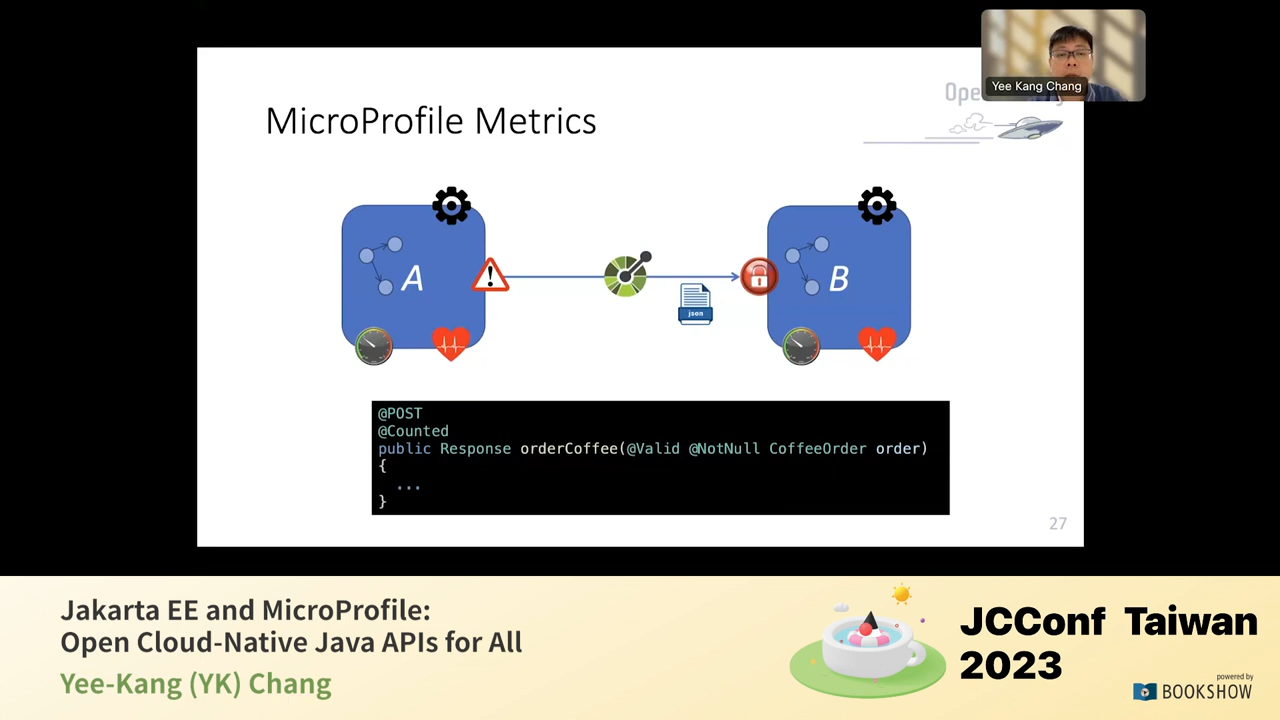 Yee Kang Chang
Ope
MicroProfile Metrics
A
B
json
@POST
@Counted
public Response orderCoffee(@Valid @NotNull CoffeeOrder order)
{
...
}
27
Jakarta EE and MicroProfile:
Open Cloud-Native Java APIs for All
Yee-Kang (YK) Chang
JCConf Taiwan
2023
powered by
BOOKSHOW